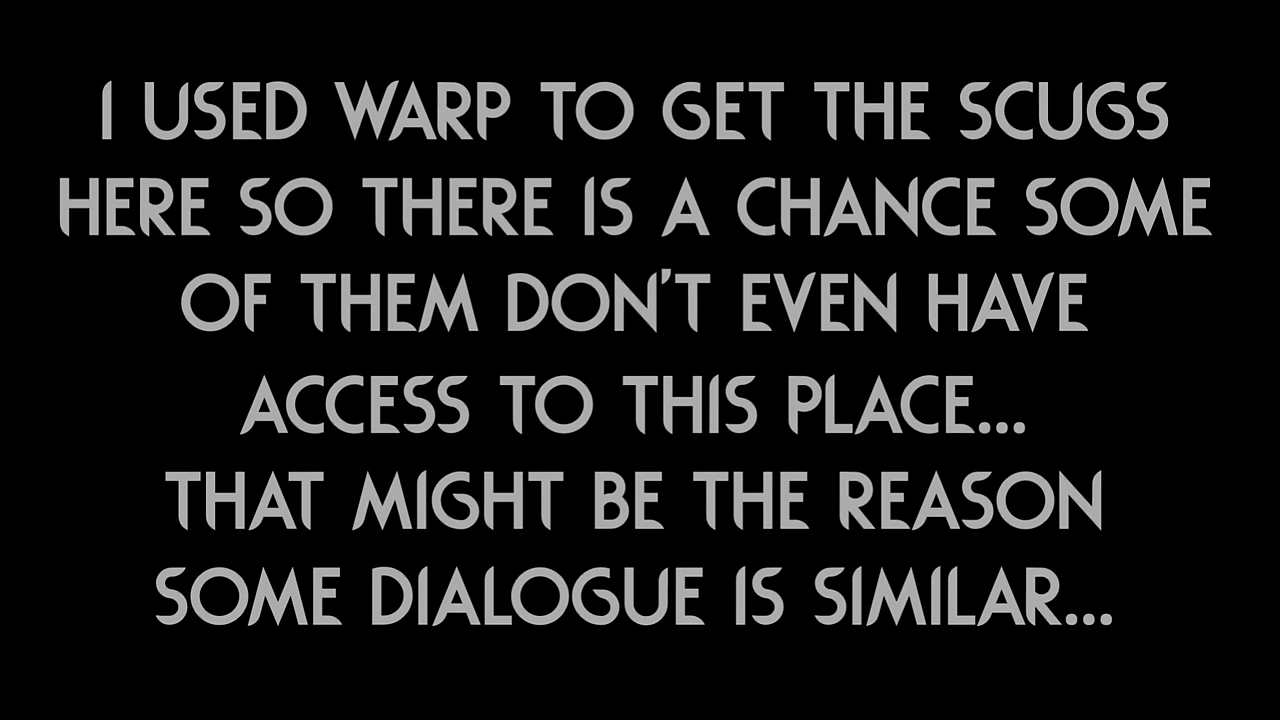 I USED WARP TO GET THE SCUGS
HERE SO THERE IS A CHANCE SOME
OF THEM DON'T EVEN HAVE
ACCESS TO THIS PLACE...
THAT MIGHT BE THE REASON
SOME DIALOGUE IS SIMILAR...